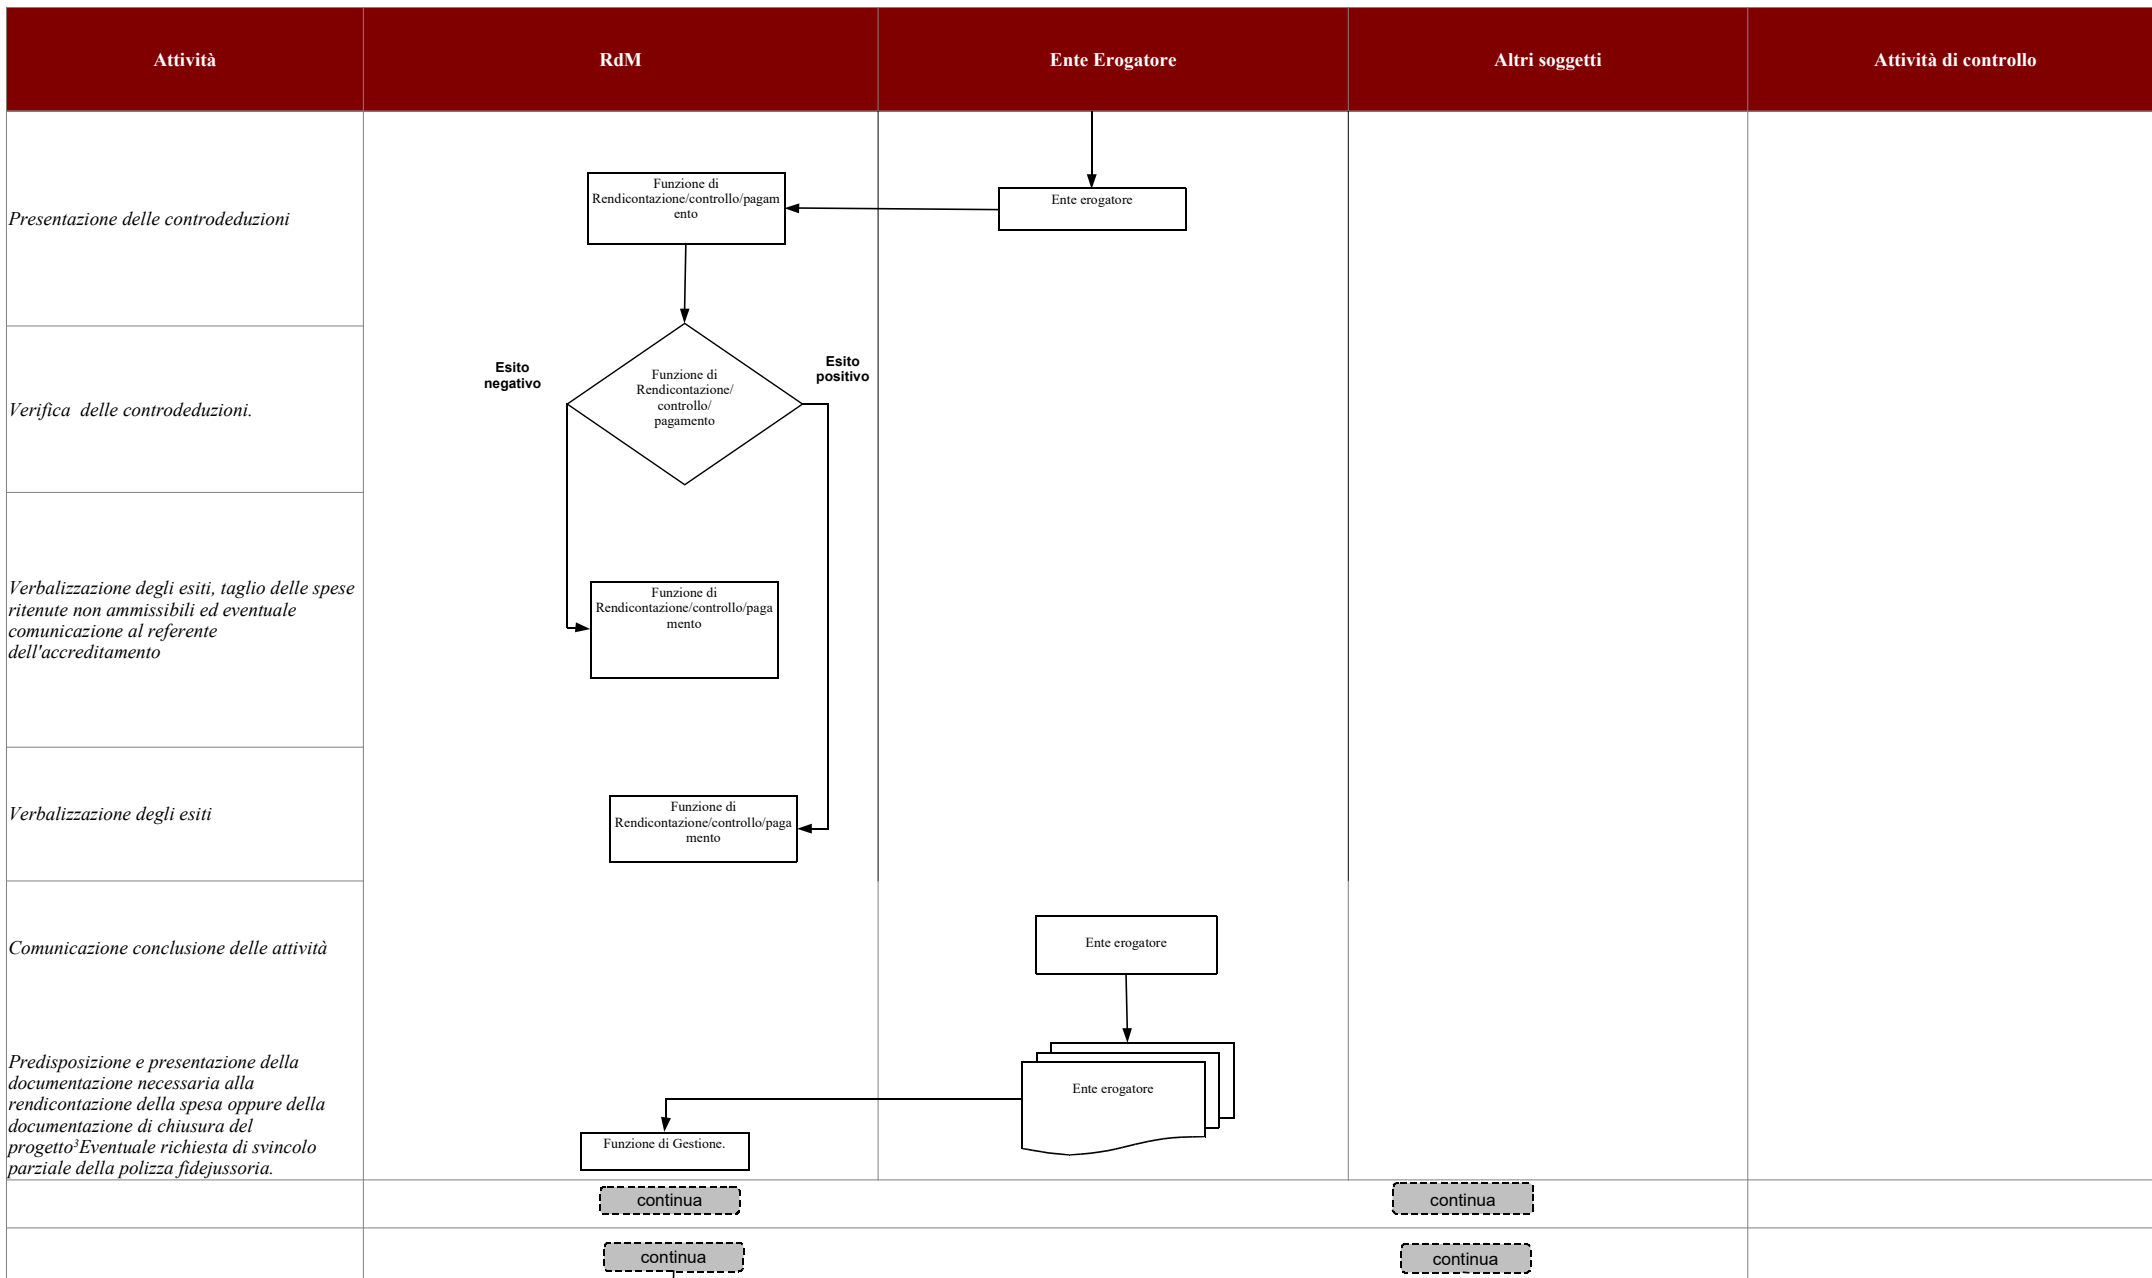 Attività
RdM
Ente Erogatore
Altri soggetti
Attività di controllo
Presentazione delle controdeduzioni
Funzione di
Rendicontazione/controllo/pagam
ento
Ente erogatore
Verifica  delle controdeduzioni.
Esito
negativo
Funzione di
Rendicontazione/
controllo/
pagamento
Esito
positivo
Verbalizzazione degli esiti, taglio delle spese
ritenute non ammissibili ed eventuale
comunicazione al referente
dell'accreditamento
Funzione di
Rendicontazione/controllo/paga
mento
Verbalizzazione degli esiti
Funzione di
Rendicontazione/controllo/paga
mento
Comunicazione conclusione delle attività
Ente erogatore
Predisposizione e presentazione della
documentazione necessaria alla
rendicontazione della spesa oppure della
documentazione di chiusura del
progetto³Eventuale richiesta di svincolo
parziale della polizza fidejussoria.
Funzione di Gestione.
Ente erogatore
continua
continua
continua
continua